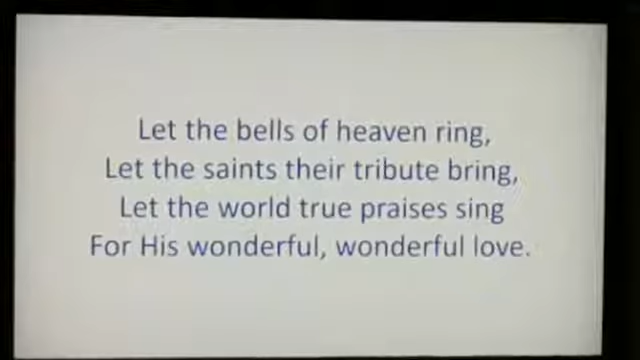 Let the bells of heaven ring,
Let the saints their tribute bring,
Let the world true praises sing
For His wonderful, wonderful love.